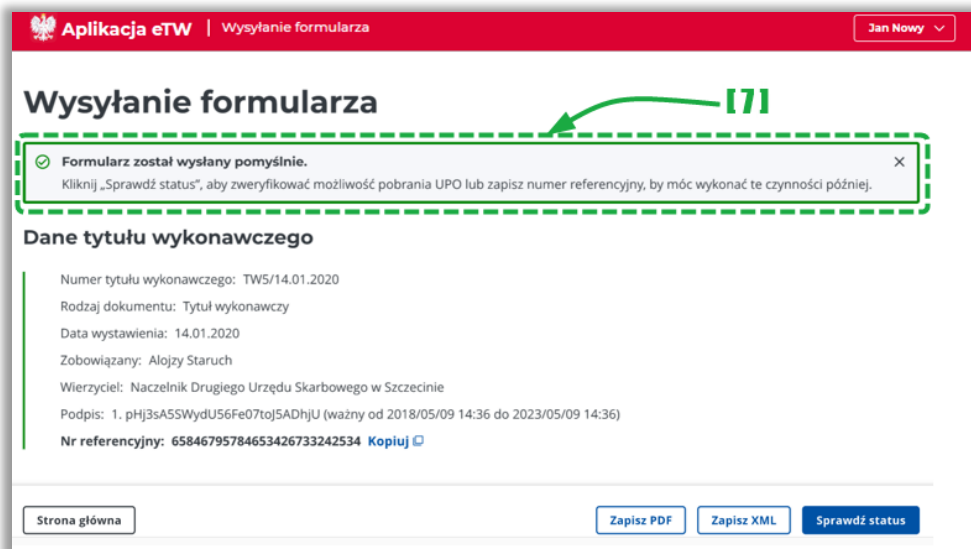 Aplikacja eTW | Wysyłanie formularza
Jan Nowy
Wysyłanie formularza
[7]
Formularz został wysłany pomyślnie.
Kliknij „Sprawdź status”, aby zweryfikować możliwość pobrania UPO lub zapisz numer referencyjny, by móc wykonać te czynności później.
Dane tytułu wykonawczego
Numer tytułu wykonawczego: TW5/14.01.2020
Rodzaj dokumentu: Tytuł wykonawczy
Data wystawienia: 14.01.2020
Zobowiązany: Alojzy Staruch
Wierzyciel: Naczelnik Drugiego Urzędu Skarbowego w Szczecinie
Podpis: 1. pHj3sA5SWydU56Fe07toJ5ADhjU (ważny od 2018/05/09 14:36 do 2023/05/09 14:36)
Nr referencyjny: 65846795784653426733242534 Kopiuj
Strona główna
Zapisz PDF
Zapisz XML
Sprawdź status